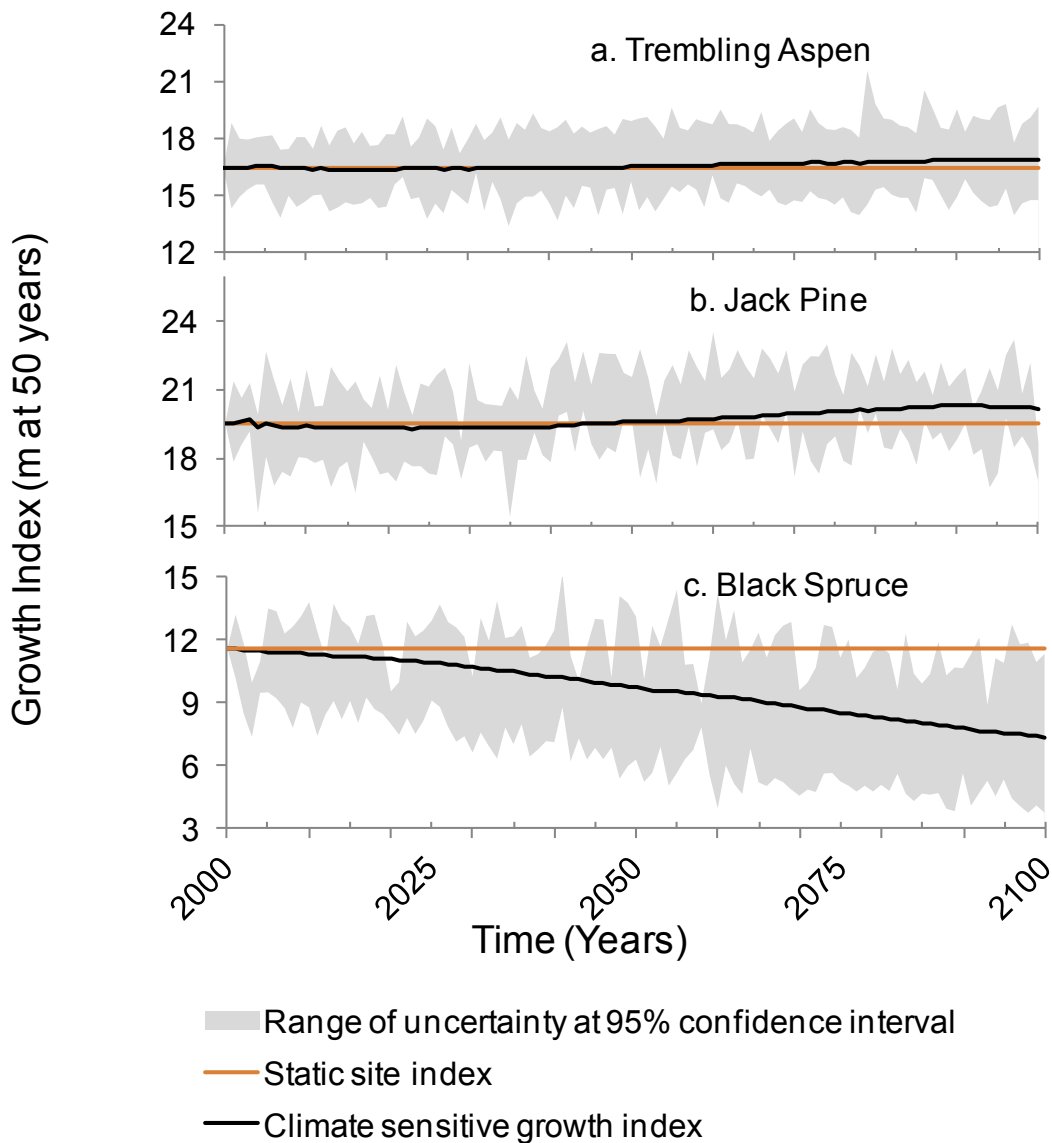 Growth Index (m at 50 years)
a. Trembling Aspen
24
21
18
15
12
b. Jack Pine
24
21
18
15
c. Black Spruce
15
12
9
6
3
2000
2025
2050
2075
2100
Time (Years)
Range of uncertainty at 95% confidence interval
Static site index
Climate sensitive growth index